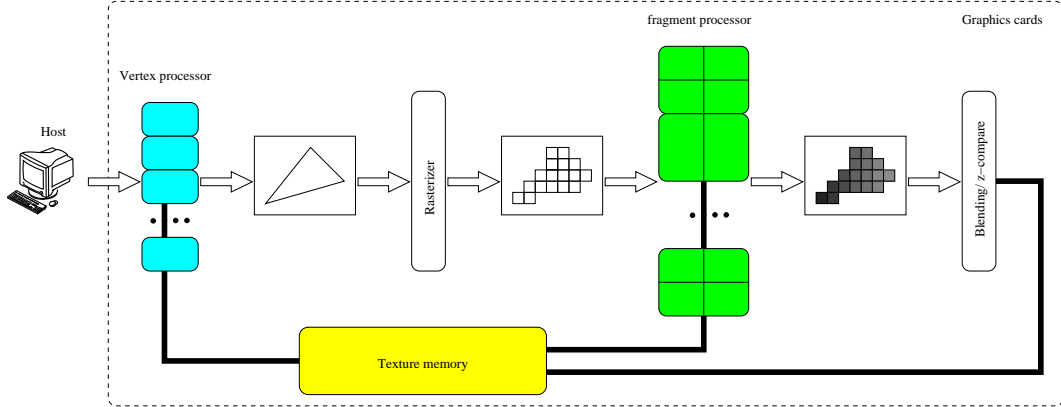 fragment processor
Graphics cards
Vertex processor
Host
Rasterizer
Blending/ z−compare
Texture memory